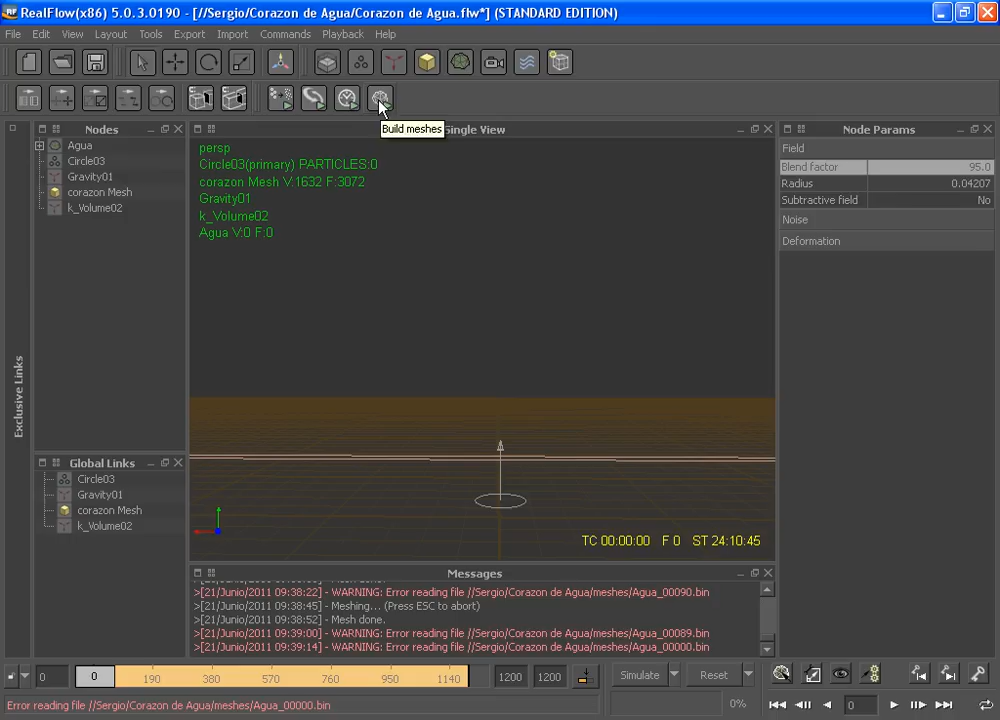 RealFlow(x86) 5.0.3.0190 - [//Sergio/Corazon de Agua/Corazon de Agua.flw*] (STANDARD EDITION)
File Edit View Layout Tools Export Import Commands Playback Help
Build meshes
Nodes
Agua
Circle03
Gravity01
corazon Mesh
k_Volume02
Global Links
Circle03
Gravity01
corazon Mesh
k_Volume02
Exclusive Links
Single View
persp
Circle03(primary) PARTICLES:0
corazon Mesh V:1632 F:3072
Gravity01
k_Volume02
Agua V:0 F:0
TC 00:00:00 F 0 ST 24:10:45
Node Params
Field
Blend factor 95.0
Radius 0.04207
Subtractive field No
Noise
Deformation
Messages
>[21/Junio/2011 09:38:22] - WARNING: Error reading file //Sergio/Corazon de Agua/meshes/Agua_00090.bin
>[21/Junio/2011 09:38:45] - Meshing... (Press ESC to abort)
>[21/Junio/2011 09:38:52] - Mesh done.
>[21/Junio/2011 09:39:00] - WARNING: Error reading file //Sergio/Corazon de Agua/meshes/Agua_00089.bin
>[21/Junio/2011 09:39:14] - WARNING: Error reading file //Sergio/Corazon de Agua/meshes/Agua_00000.bin
0 0 190 380 570 760 950 1140 1200 1200 Simulate Reset
Error reading file //Sergio/Corazon de Agua/meshes/Agua_00000.bin
0% 0